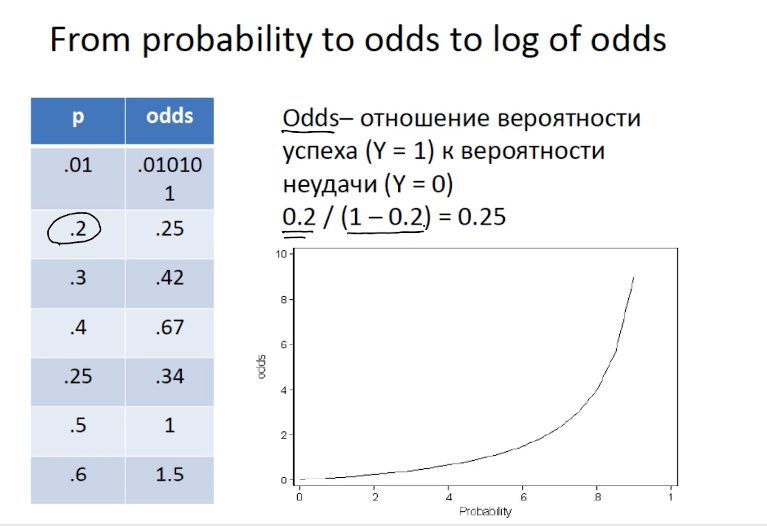 From probability to odds to log of odds
p odds
.01 .01010
1
.2 .25
.3 .42
.4 .67
.25 .34
.5 1
.6 1.5
Odds– отношение вероятности
успеха (Y = 1) к вероятности
неудачи (Y = 0)
0.2 / (1 – 0.2) = 0.25
10
8
6
4
2
0
odds
0 .2 .4 .6 .8 1
Probability